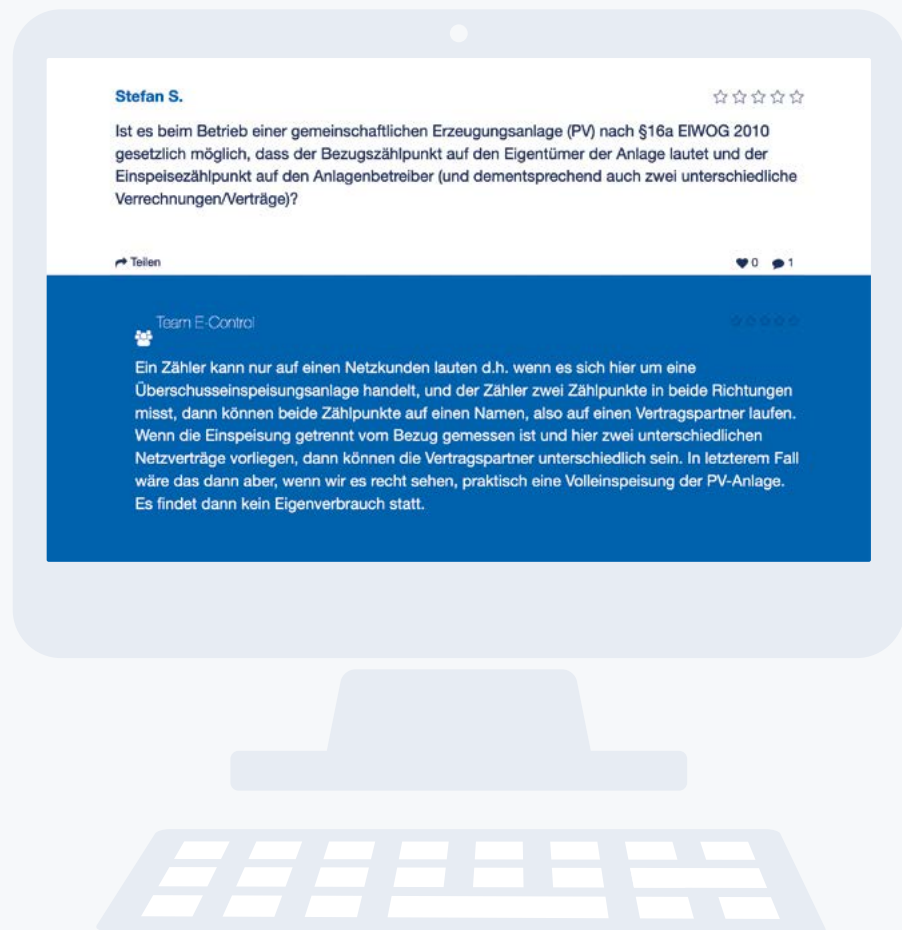 Stefan S.
Ist es beim Betrieb einer gemeinschaftlichen Erzeugungsanlage (PV) nach §16a ElWOG 2010
gesetzlich möglich, dass der Bezugszählpunkt auf den Eigentümer der Anlage lautet und der
Einspeisezählpunkt auf den Anlagenbetreiber (und dementsprechend auch zwei unterschiedliche
Verrechnungen/Verträge)?
Teilen 0 1
Team E-Control
Ein Zähler kann nur auf einen Netzkunden lauten d.h. wenn es sich hier um eine
Überschusseinspeisungsanlage handelt, und der Zähler zwei Zählpunkte in beide Richtungen
misst, dann können beide Zählpunkte auf einen Namen, also auf einen Vertragspartner laufen.
Wenn die Einspeisung getrennt vom Bezug gemessen ist und hier zwei unterschiedlichen
Netzverträge vorliegen, dann können die Vertragspartner unterschiedlich sein. In letzterem Fall
wäre das dann aber, wenn wir es recht sehen, praktisch eine Volleinspeisung der PV-Anlage.
Es findet dann kein Eigenverbrauch statt.